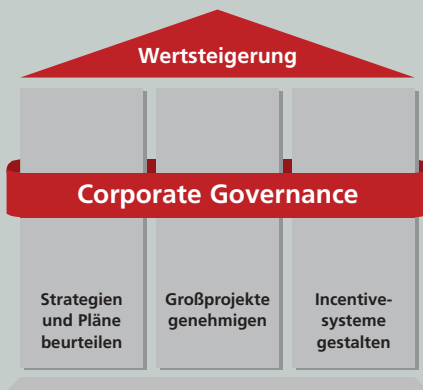 Wertsteigerung
Corporate Governance
Strategien
und Pläne
beurteilen
Großprojekte
genehmigen
Incentive-
systeme
gestalten